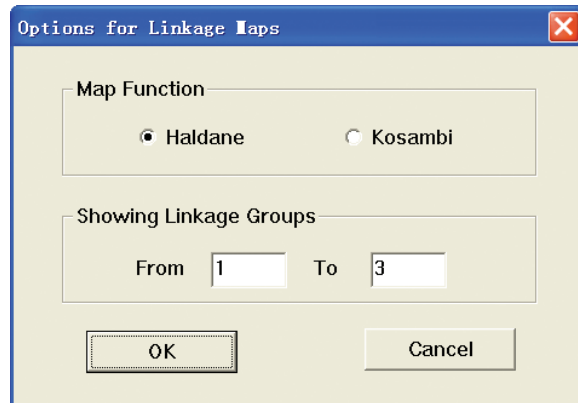 Options for Linkage Maps
Map Function
Haldane Kosambi
Showing Linkage Groups
From 1 To 3
OK Cancel